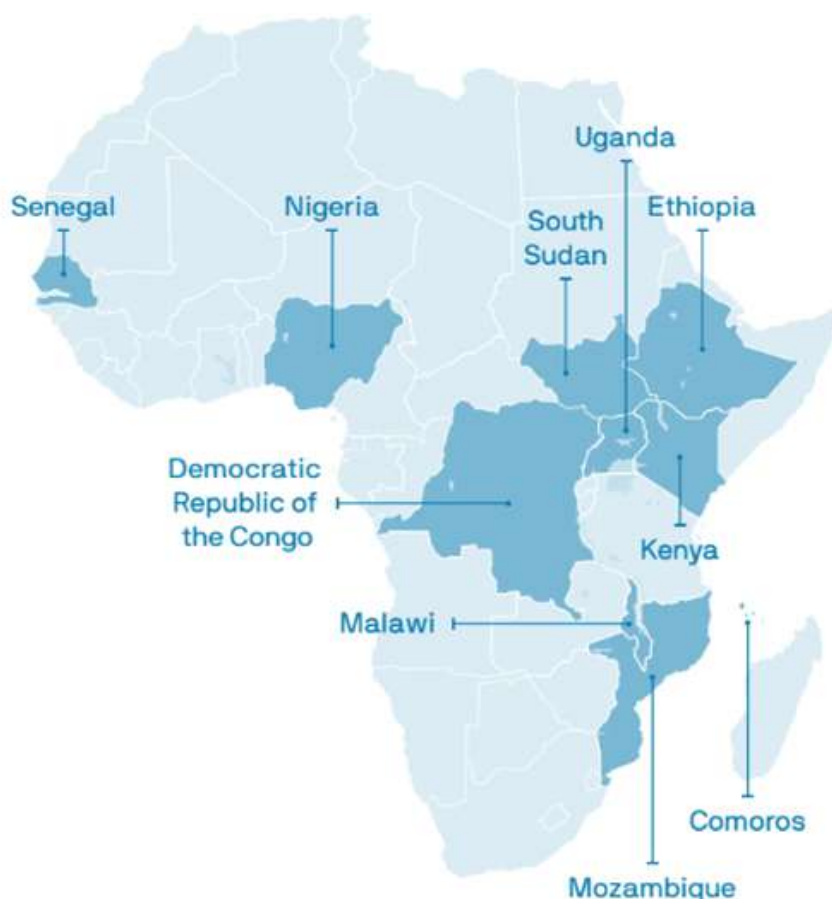 Uganda
Senegal
Nigeria
South
Sudan
Ethiopia
Democratic
Republic of
the Congo
Kenya
Malawi
Comoros
Mozambique